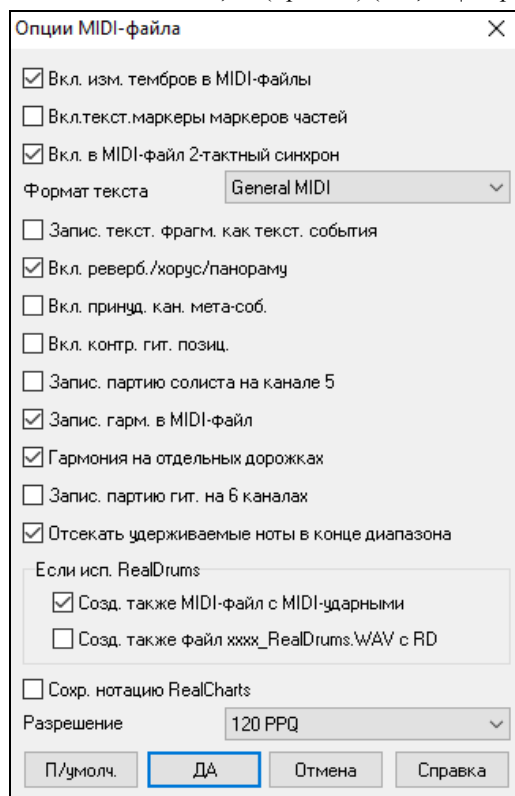 Опции MIDI-файла
Вкл. изм. тембров в MIDI-файлы
Вкл.текст.маркеры маркеров частей
Вкл. в MIDI-файл 2-тактный синхрон
Формат текста General MIDI
Запис. текст. фрагм. как текст. события
Вкл. реверб./хорус/панораму
Вкл. принуд. кан. мета-соб.
Вкл. контр. гит. позиц.
Запис. партию солиста на канале 5
Запис. гарм. в MIDI-файл
Гармония на отдельных дорожках
Запис. партию гит. на 6 каналах
Отсекать удерживаемые ноты в конце диапазона
Если исп. RealDrums
Созд. также MIDI-файл с MIDI-ударными
Созд. также файл xxxx_RealDrums.WAV с RD
Сохр. нотацию RealCharts
Разрешение 120 PPQ
П/умолч. ДА Отмена Справка